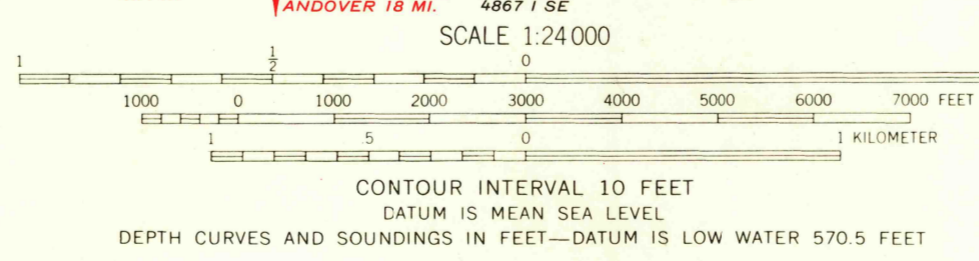 ANDOVER 18 MI. 4867 I SE
SCALE 1:24 000
1 1/2 0
1000 0 1000 2000 3000 4000 5000 6000 7000 FEET
1 .5 0 1 KILOMETER
CONTOUR INTERVAL 10 FEET
DATUM IS MEAN SEA LEVEL
DEPTH CURVES AND SOUNDINGS IN FEET—DATUM IS LOW WATER 570.5 FEET